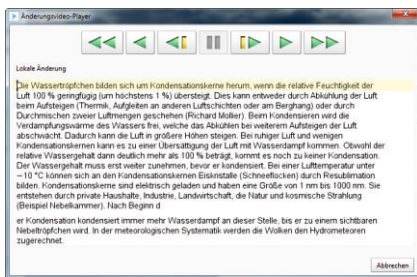 Änderungsvideo-Player
Lokale Änderung
Die Wassertröpfchen bilden sich um Kondensationskerne herum, wenn die relative Feuchtigkeit der
Luft 100 % geringfügig (um höchstens 1 %) übersteigt. Dies kann entweder durch Abkühlung der Luft
beim Aufsteigen (Thermik, Aufgleiten an anderen Luftschichten oder am Berghang) oder durch
Durchmischen zweier Luftmengen geschehen (Richard Mollier). Beim Kondensieren wird die
Verdampfungswärme des Wassers frei, welche das Abkühlen bei weiterem Aufsteigen der Luft
abschwächt. Dadurch kann die Luft in größere Höhen steigen. Bei ruhiger Luft und wenigen
Kondensationskernen kann es zu einer Übersättigung der Luft mit Wasserdampf kommen. Obwohl der
relative Wassergehalt dann deutlich mehr als 100 % beträgt, kommt es noch zu keiner Kondensation.
Der Wassergehalt muss erst weiter zunehmen, bevor er kondensiert. Bei einer Lufttemperatur unter
−10 °C können sich an den Kondensationskernen Eiskristalle (Schneeflocken) durch Resublimation
bilden. Kondensationskerne sind elektrisch geladen und haben eine Größe von 1 nm bis 1000 nm. Sie
entstehen durch private Haushalte, Industrie, Landwirtschaft, die Natur und kosmische Strahlung
(Beispiel Nebelkammer). Nach Beginn d
er Kondensation kondensiert immer mehr Wasserdampf an dieser Stelle, bis er zu einem sichtbaren
Nebeltröpfchen wird. In der meteorologischen Systematik werden die Wolken den Hydrometeoren
zugerechnet.
Abbrechen